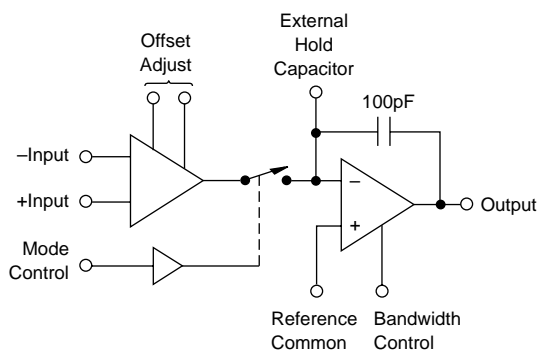 Offset
Adjust
External
Hold
Capacitor
100pF
–Input
+Input
–
+
Output
Mode
Control
Reference
Common
Bandwidth
Control